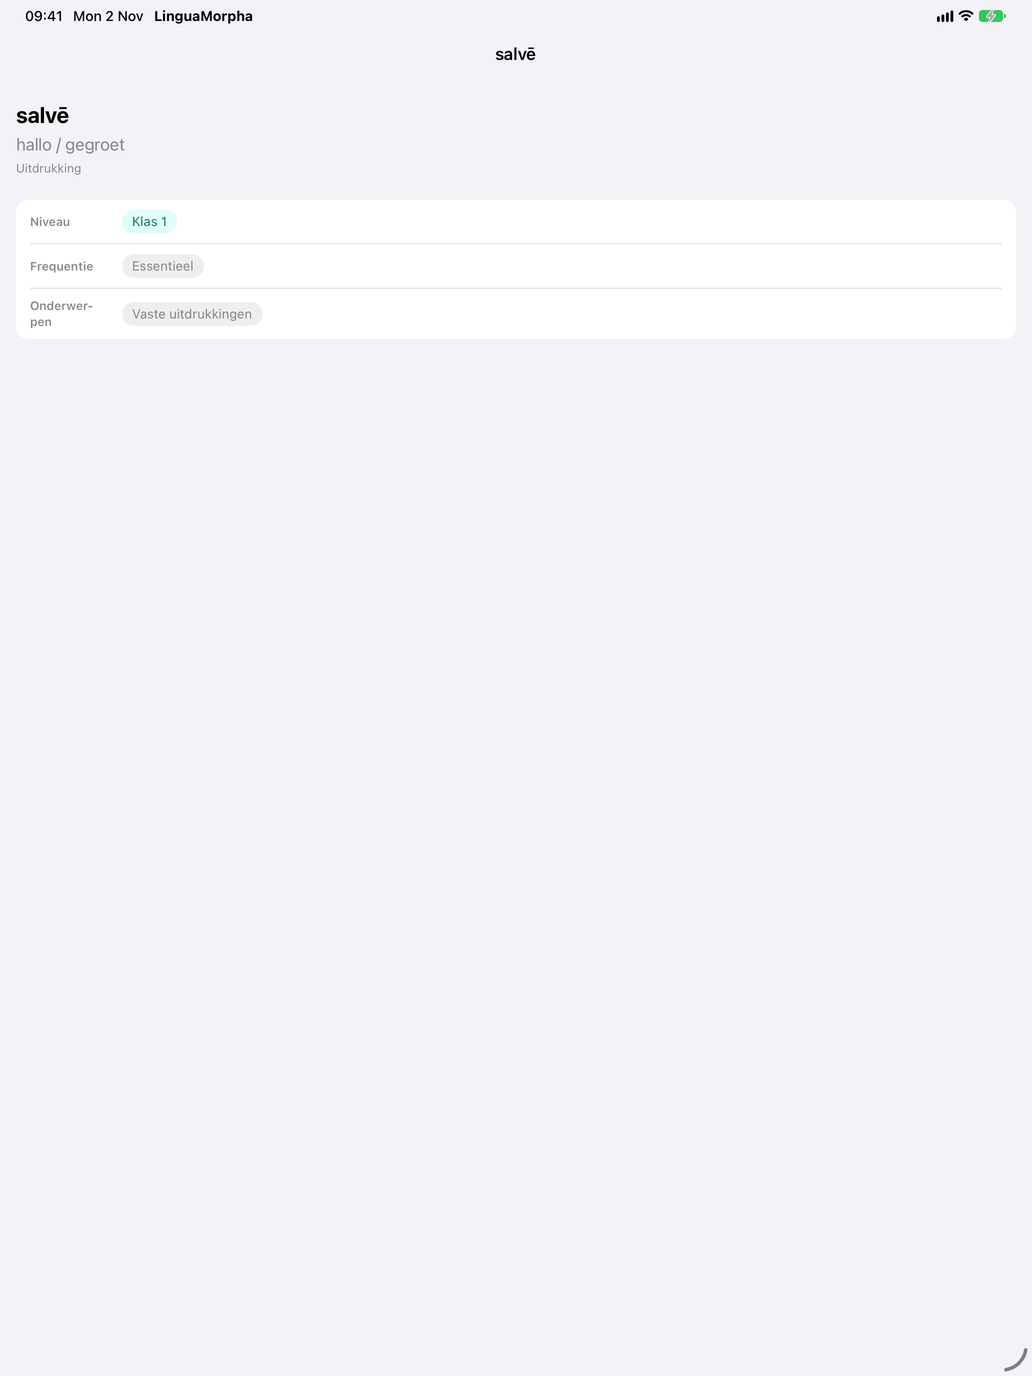 09:41 Mon 2 Nov LinguaMorpha
salvē
salvē
hallo / gegroet
Uitdrukking
Niveau Klas 1
Frequentie Essentieel
Onderwer-
pen Vaste uitdrukkingen